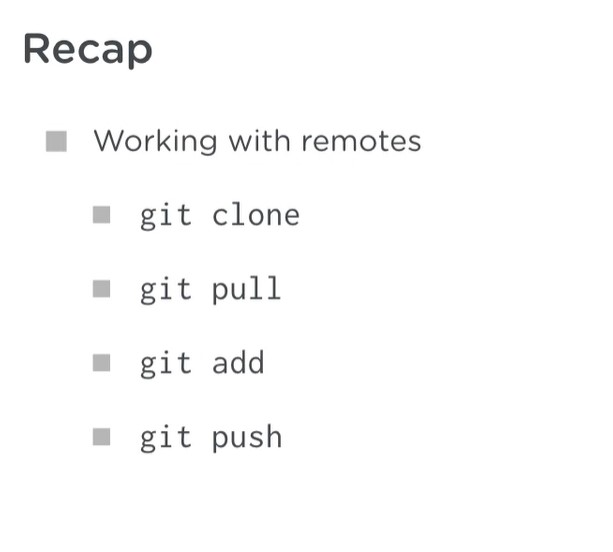 Recap
Working with remotes
git clone
git pull
git add
git push